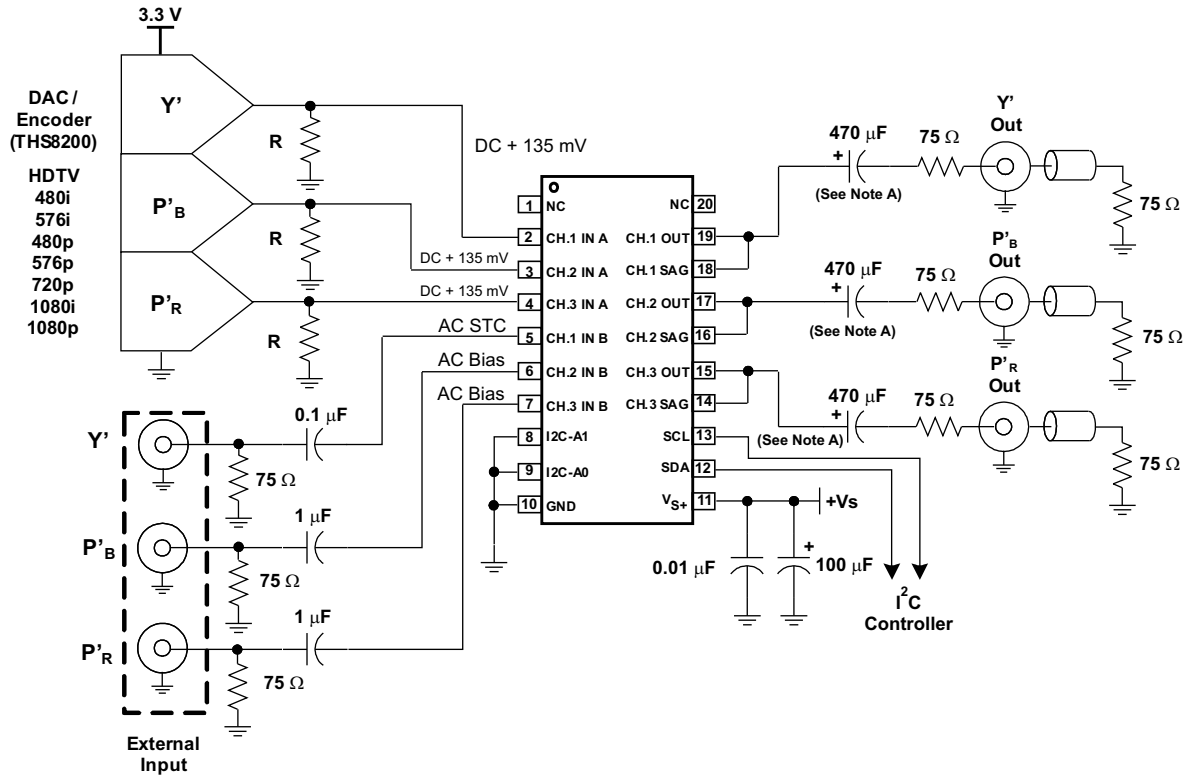 3.3 V
DAC /
Encoder
(THS8200)
HDTV
480i
576i
480p
576p
720p
1080i
1080p
Y'
P'B
P'R
R
R
R
DC + 135 mV
DC + 135 mV
DC + 135 mV
AC STC
AC Bias
AC Bias
Y'
0.1 μF
75 Ω
P'B
1 μF
75 Ω
P'R
1 μF
75 Ω
External
Input
1 NC
2 CH.1 IN A
3 CH.2 IN A
4 CH.3 IN A
5 CH.1 IN B
6 CH.2 IN B
7 CH.3 IN B
8 I2C-A1
9 I2C-A0
10 GND
NC 20
CH.1 OUT 19
CH.1 SAG 18
CH.2 OUT 17
CH.2 SAG 16
CH.3 OUT 15
CH.3 SAG 14
SCL 13
SDA 12
VS+ 11
470 μF
+
(See Note A)
75 Ω
Y'
Out
75 Ω
470 μF
+
(See Note A)
75 Ω
P'B
Out
75 Ω
470 μF
+
(See Note A)
75 Ω
P'R
Out
75 Ω
+Vs
0.01 μF
+
100 μF
I2C
Controller